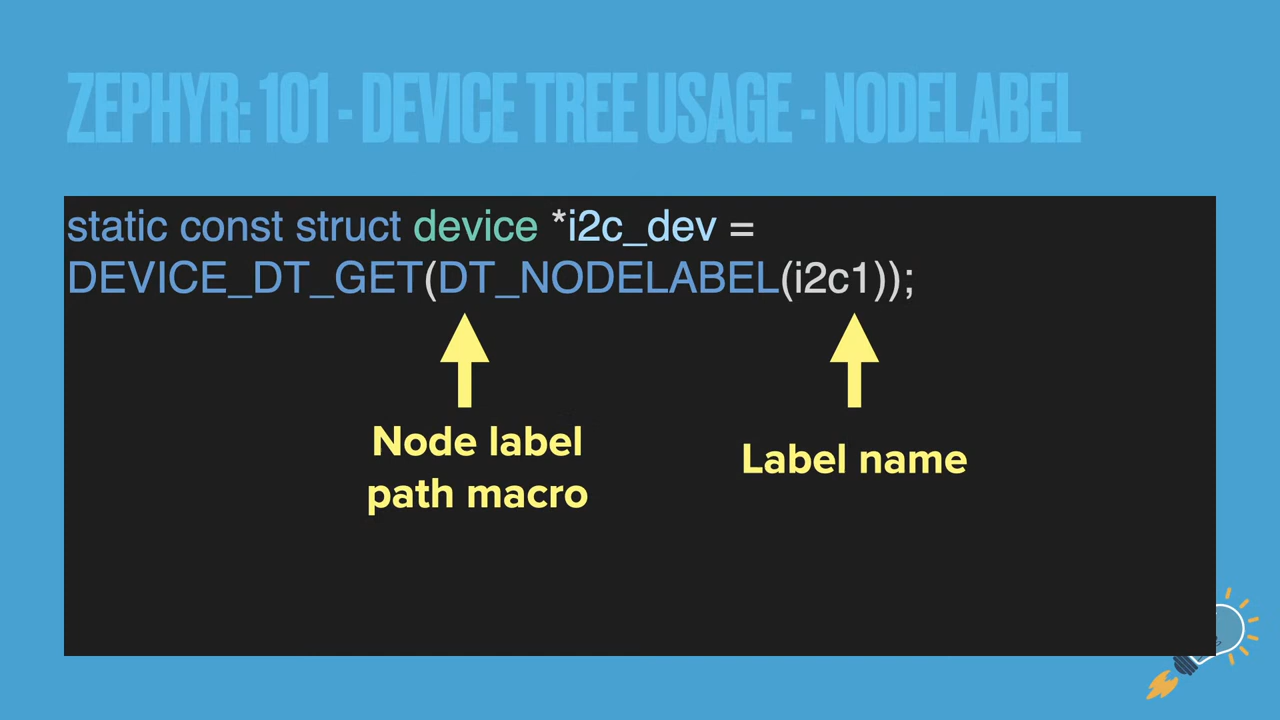 ZEPHYR: 101 - DEVICE TREE USAGE - NODELABEL
static const struct device *i2c_dev =
DEVICE_DT_GET(DT_NODELABEL(i2c1));
Node label
path macro
Label name